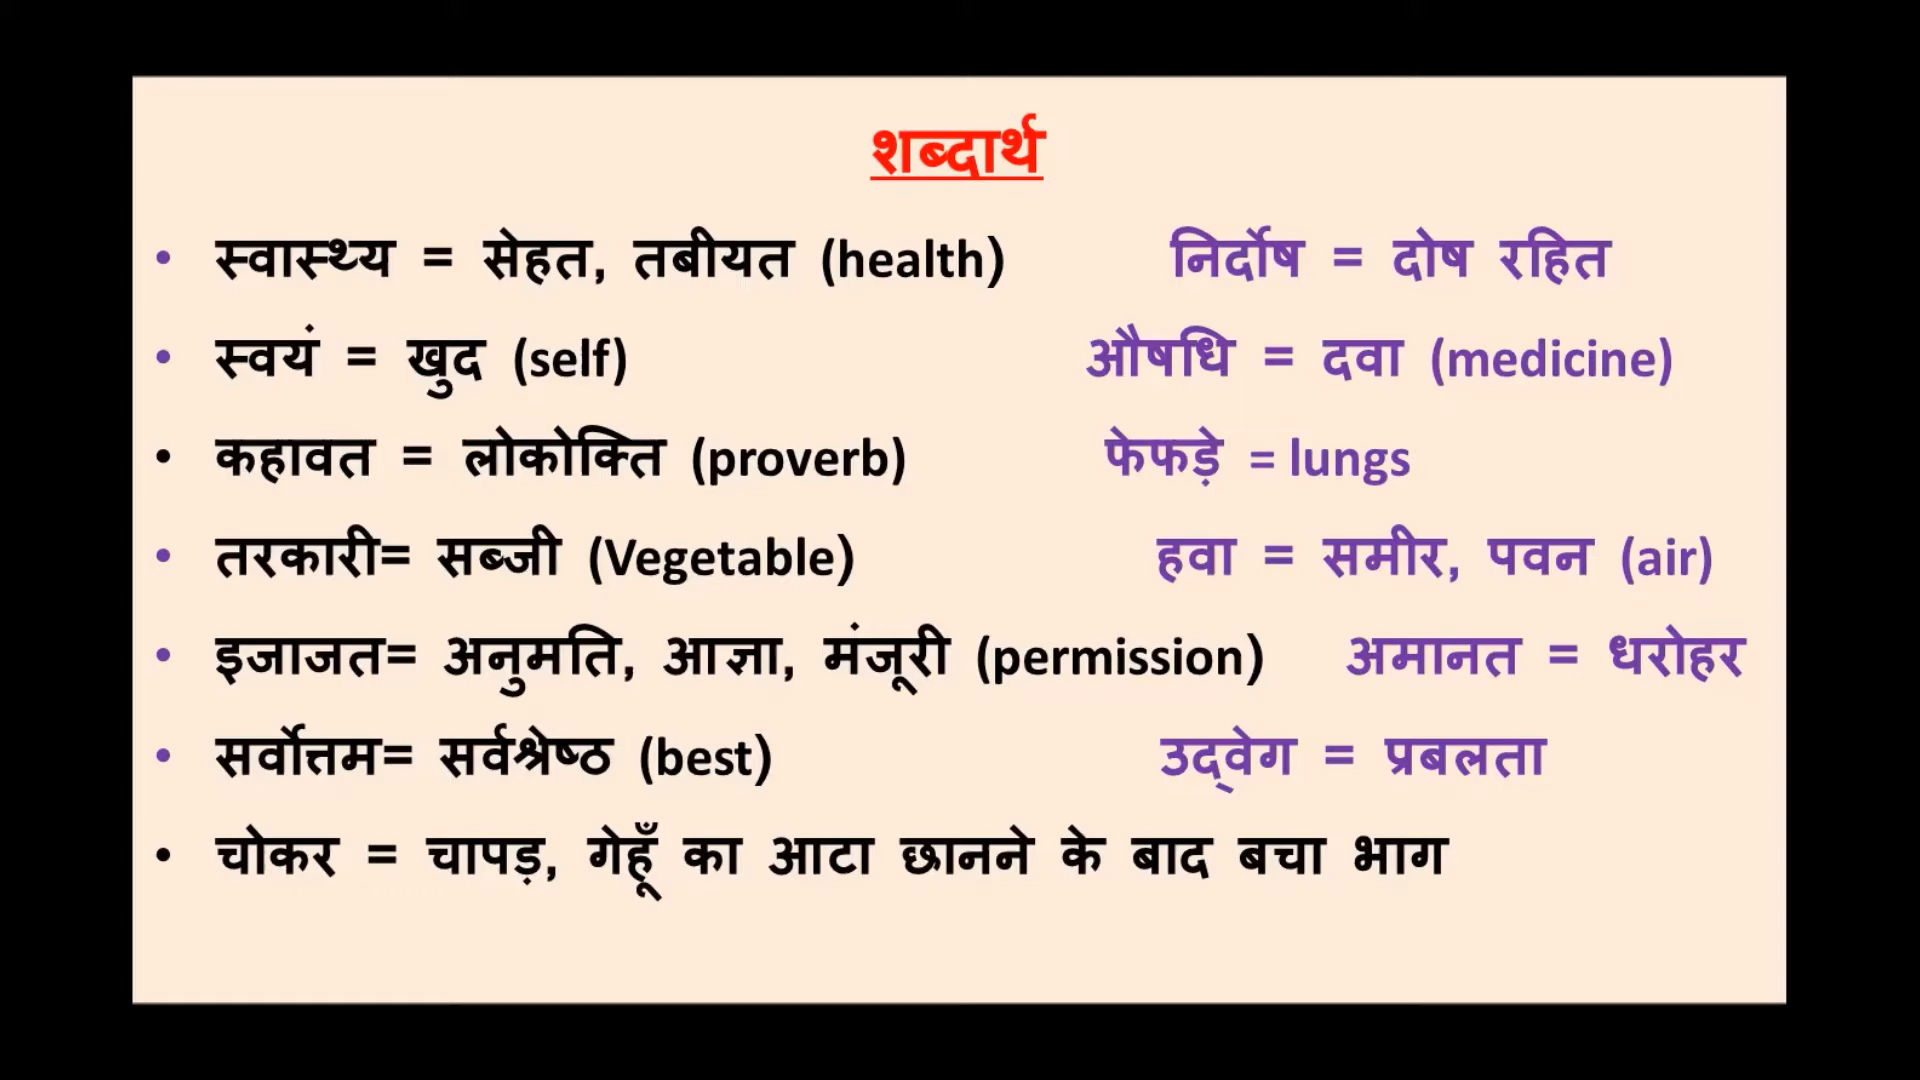 शब्दार्थ
स्वास्थ्य = सेहत, तबीयत (health) निर्दोष = दोष रहित
स्वयं = खुद (self) औषधि = दवा (medicine)
कहावत = लोकोक्ति (proverb) फेफड़े = lungs
तरकारी= सब्जी (Vegetable) हवा = समीर, पवन (air)
इजाजत= अनुमति, आज्ञा, मंजूरी (permission) अमानत = धरोहर
सर्वोत्तम= सर्वश्रेष्ठ (best) उद्‌वेग = प्रबलता
चोकर = चापड़, गेहूँ का आटा छानने के बाद बचा भाग